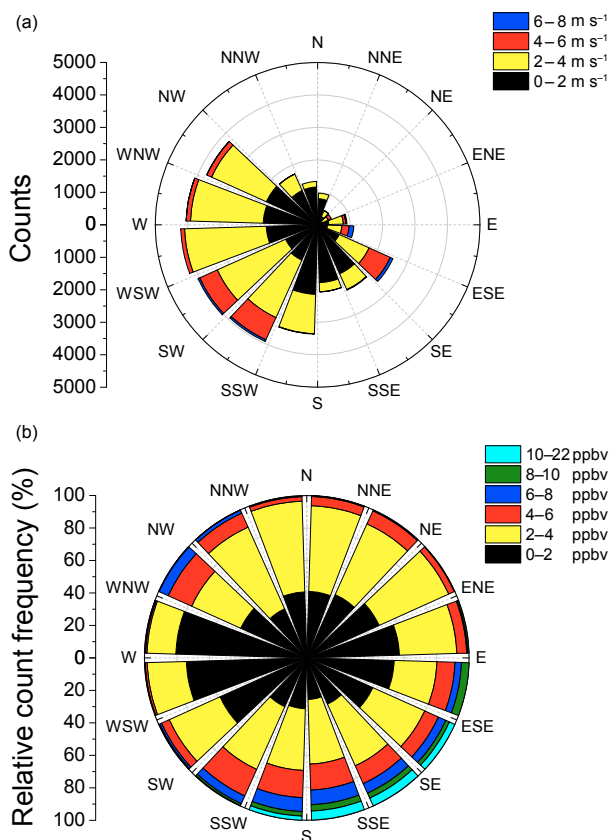 (a)
6–8 m s⁻¹
4–6 m s⁻¹
2–4 m s⁻¹
0–2 m s⁻¹
N
NNE
NE
ENE
E
ESE
SE
SSE
S
SSW
SW
WSW
W
WNW
NW
NNW
5000
4000
3000
2000
1000
0
1000
2000
3000
4000
5000
Counts
(b)
10–22 ppbv
8–10 ppbv
6–8 ppbv
4–6 ppbv
2–4 ppbv
0–2 ppbv
N
NNE
NE
ENE
E
ESE
SE
SSE
S
SSW
SW
WSW
W
WNW
NW
NNW
100
80
60
40
20
0
20
40
60
80
100
Relative count frequency (%)